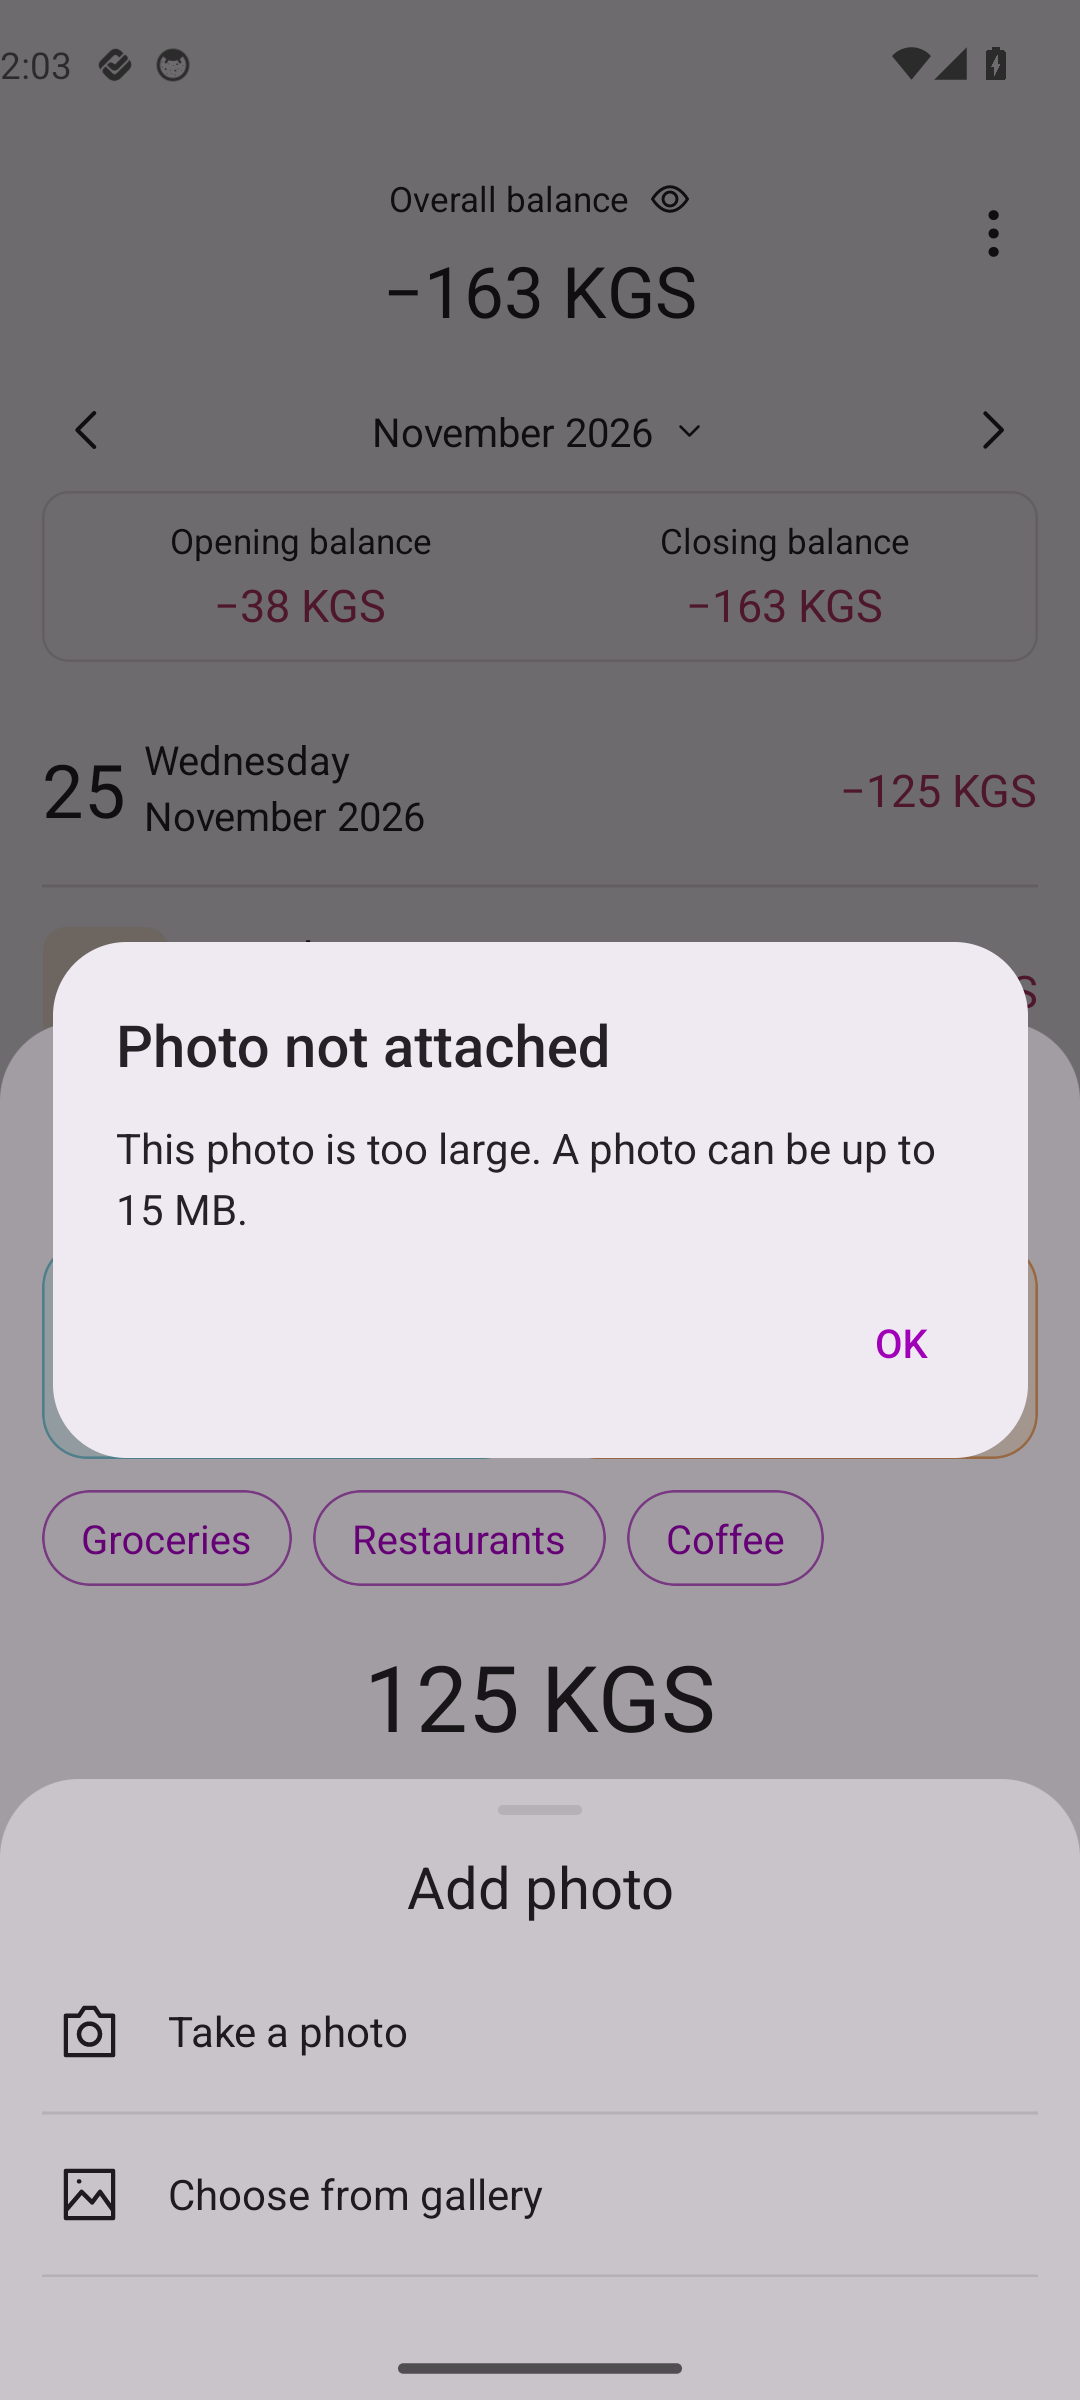 2:03
Overall balance
−163 KGS
November 2026
Opening balance
Closing balance
−38 KGS
−163 KGS
25
Wednesday
November 2026
−125 KGS
Photo not attached
This photo is too large. A photo can be up to
15 MB.
OK
Groceries
Restaurants
Coffee
125 KGS
Add photo
Take a photo
Choose from gallery